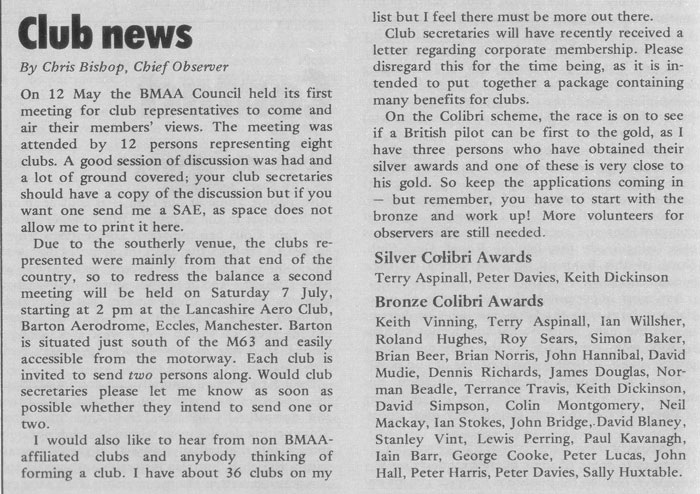 Club news
By Chris Bishop, Chief Observer
On 12 May the BMAA Council held its first
meeting for club representatives to come and
air their members' views. The meeting was
attended by 12 persons representing eight
clubs. A good session of discussion was had and
a lot of ground covered; your club secretaries
should have a copy of the discussion but if you
want one send me a SAE, as space does not
allow me to print it here.
Due to the southerly venue, the clubs re-
presented were mainly from that end of the
country, so to redress the balance a second
meeting will be held on Saturday 7 July,
starting at 2 pm at the Lancashire Aero Club,
Barton Aerodrome, Eccles, Manchester. Barton
is situated just south of the M63 and easily
accessible from the motorway. Each club is
invited to send two persons along. Would club
secretaries please let me know as soon as
possible whether they intend to send one or
two.
I would also like to hear from non BMAA-
affiliated clubs and anybody thinking of
forming a club. I have about 36 clubs on my
list but I feel there must be more out there.
Club secretaries will have recently received a
letter regarding corporate membership. Please
disregard this for the time being, as it is in-
tended to put together a package containing
many benefits for clubs.
On the Colibri scheme, the race is on to see
if a British pilot can be first to the gold, as I
have three persons who have obtained their
silver awards and one of these is very close to
his gold. So keep the applications coming in
— but remember, you have to start with the
bronze and work up! More volunteers for
observers are still needed.
Silver Colibri Awards
Terry Aspinall, Peter Davies, Keith Dickinson
Bronze Colibri Awards
Keith Vinning, Terry Aspinall, Ian Willsher,
Roland Hughes, Roy Sears, Simon Baker,
Brian Beer, Brian Norris, John Hannibal, David
Mudie, Dennis Richards, James Douglas, Nor-
man Beadle, Terrance Travis, Keith Dickinson,
David Simpson, Colin Montgomery, Neil
Mackay, Ian Stokes, John Bridge, David Blaney,
Stanley Vint, Lewis Perring, Paul Kavanagh,
Iain Barr, George Cooke, Peter Lucas, John
Hall, Peter Harris, Peter Davies, Sally Huxtable.